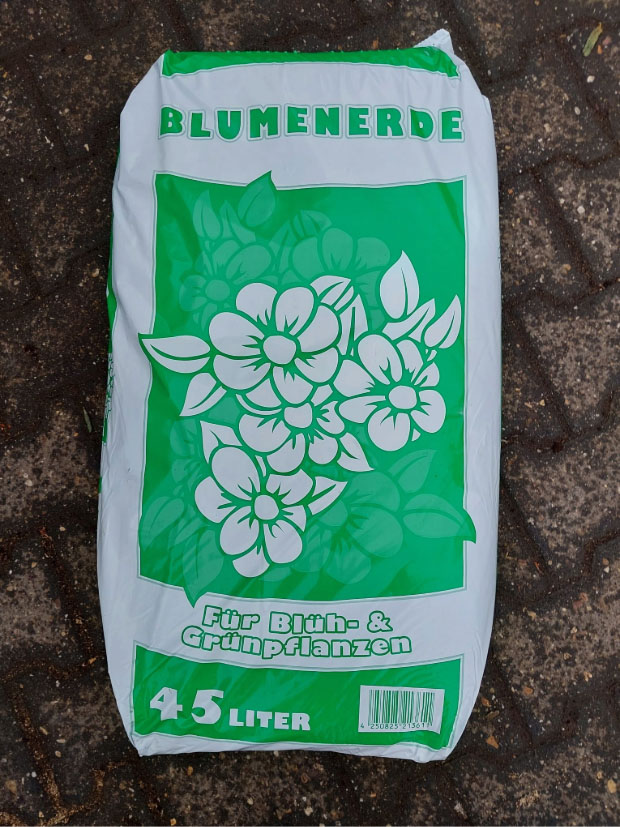 BLUMENERDE
Für Blüh- &
Grünpflanzen
45 LITER